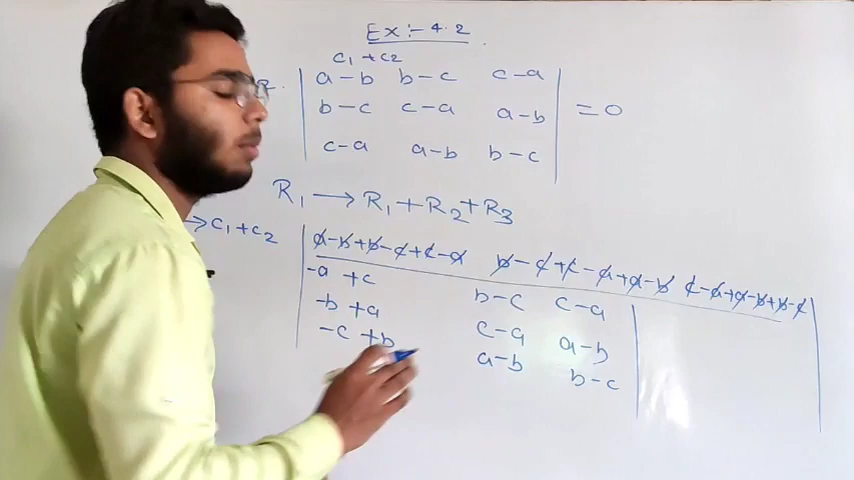 Ex:- 4.2
C₁ + C₂
a-b b-c c-a
b-c c-a a-b = 0
c-a a-b b-c
R₁ → R₁ + R₂ + R₃
→ C₁ + C₂
a-b+b-c+c-a b-c+c-a+a-b c-a+a-b+b-c
-a + c b-c c-a
-b + a c-a a-b
-c + b a-b b-c